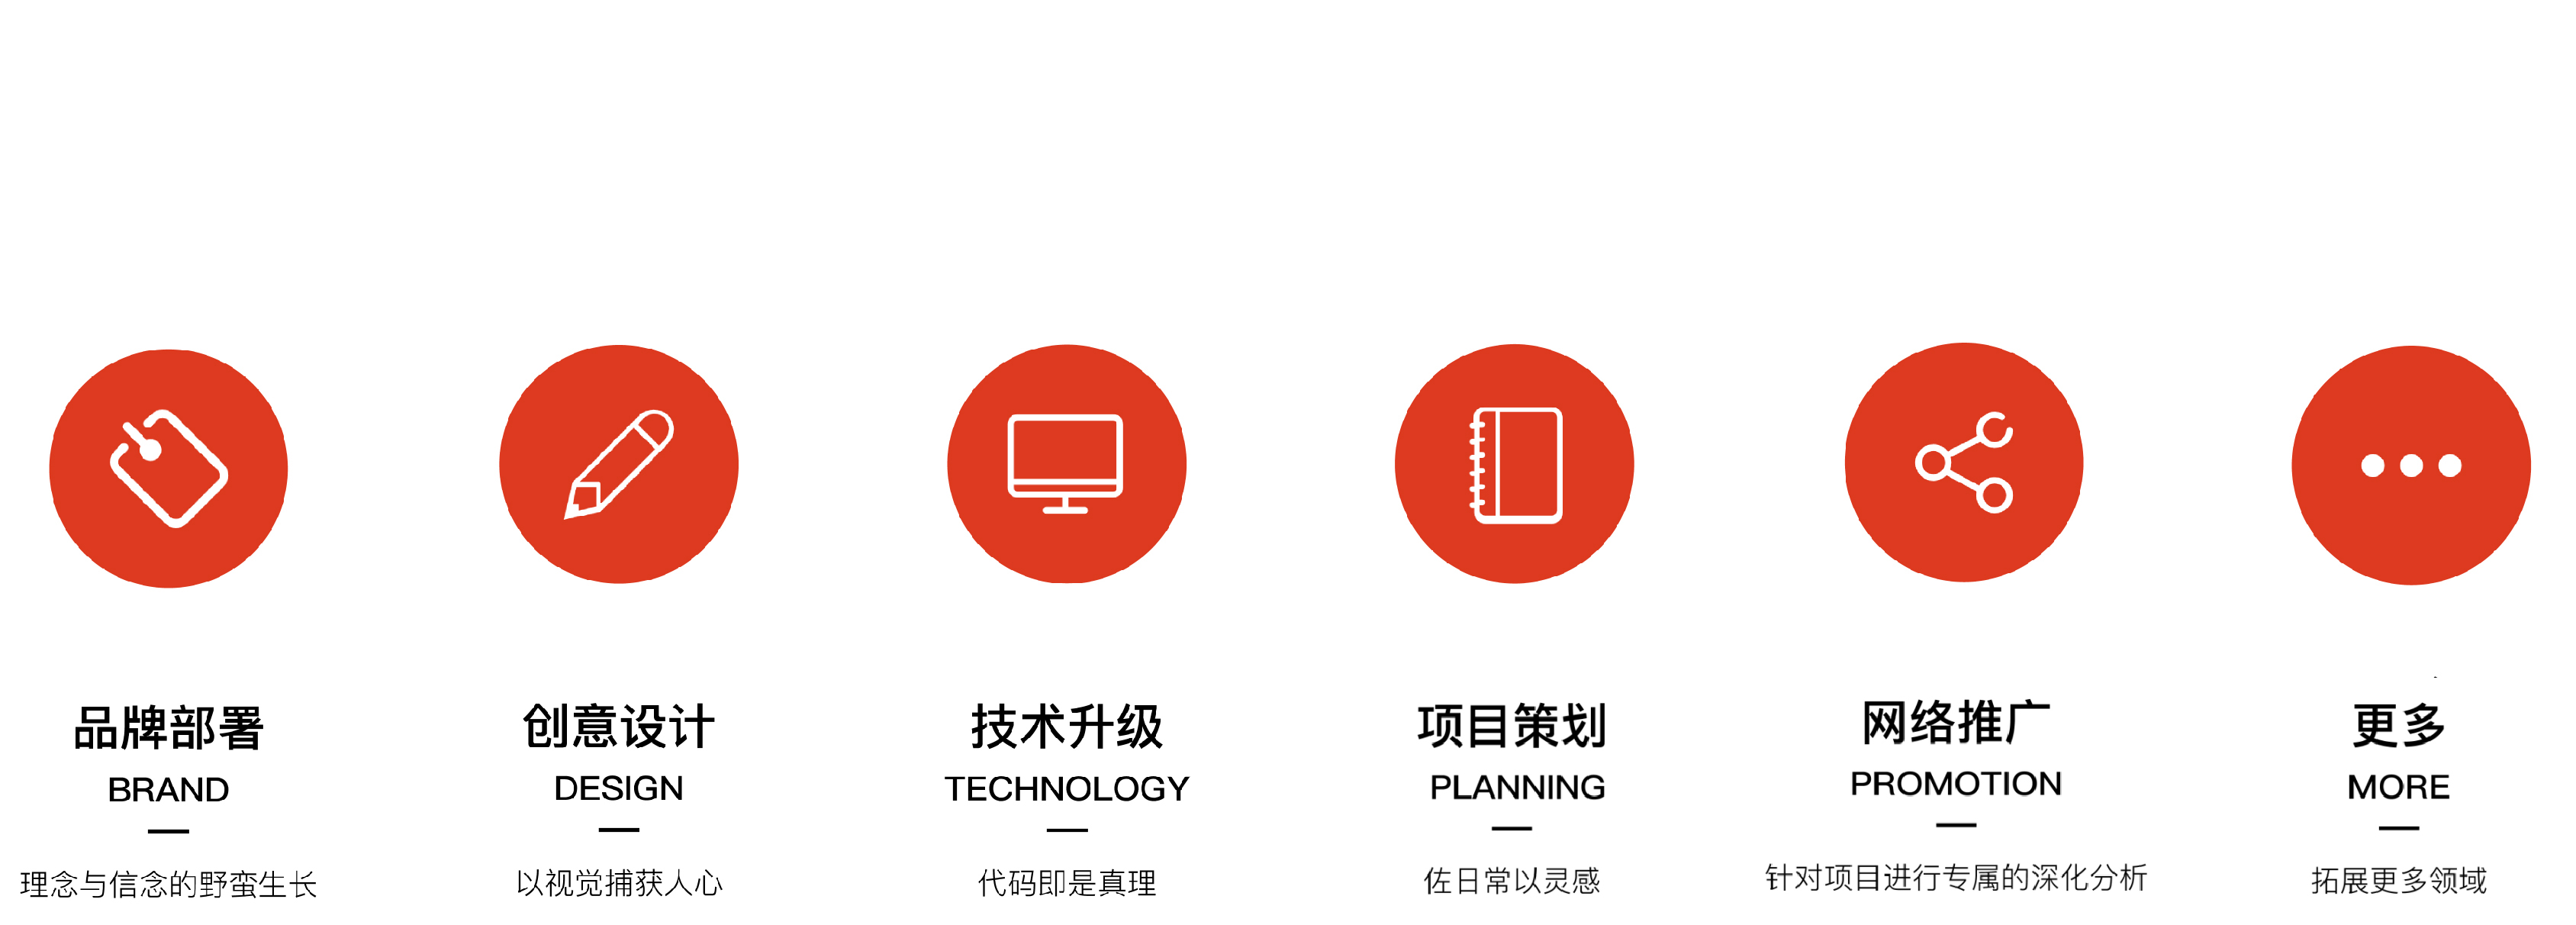 品牌部署
BRAND
理念与信念的野蛮生长
创意设计
DESIGN
以视觉捕获人心
技术升级
TECHNOLOGY
代码即是真理
项目策划
PLANNING
佐日常以灵感
网络推广
PROMOTION
针对项目进行专属的深化分析
更多
MORE
拓展更多领域